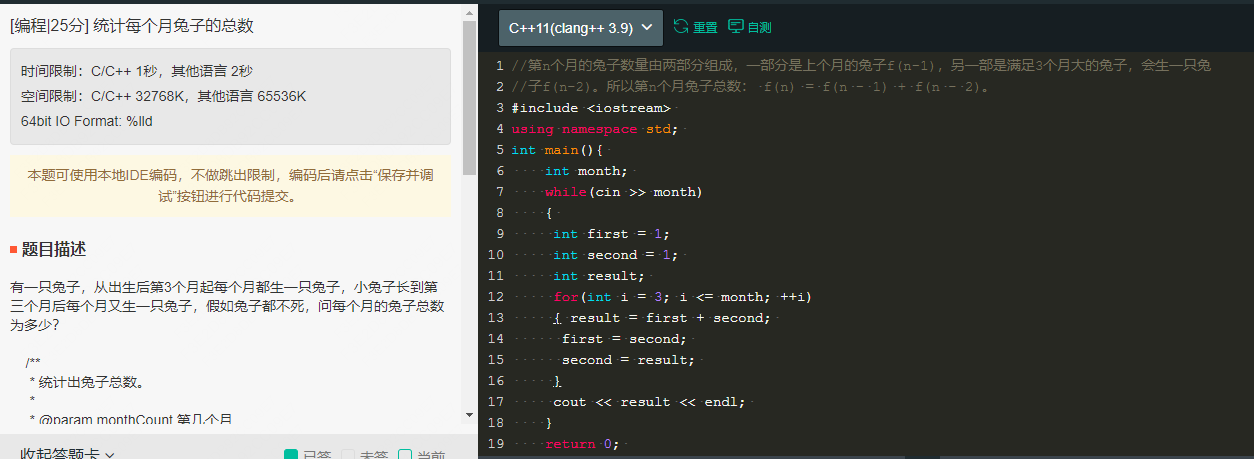 [编程|25分] 统计每个月兔子的总数
时间限制：C/C++ 1秒，其他语言 2秒
空间限制：C/C++ 32768K，其他语言 65536K
64bit IO Format: %lld
本题可使用本地IDE编码，不做跳出限制，编码后请点击“保存并调
试”按钮进行代码提交。
题目描述
有一只兔子，从出生后第3个月起每个月都生一只兔子，小兔子长到第
三个月后每个月又生一只兔子，假如兔子都不死，问每个月的兔子总数
为多少？
/**
* 统计出兔子总数。
*
* @param monthCount 第几个月
收起答题卡
已答 未答 当前
C++11(clang++ 3.9) 重置 自测
1 //第n个月的兔子数量由两部分组成，一部分是上个月的兔子f(n-1)，另一部是满足3个月大的兔子，会生一只兔
2 //子f(n-2)。所以第n个月兔子总数： f(n) = f(n - 1) + f(n - 2)。
3 #include <iostream>
4 using namespace std;
5 int main(){
6 int month;
7 while(cin >> month)
8 {
9 int first = 1;
10 int second = 1;
11 int result;
12 for(int i = 3; i <= month; ++i)
13 { result = first + second;
14 first = second;
15 second = result;
16 }
17 cout << result << endl;
18 }
19 return 0;